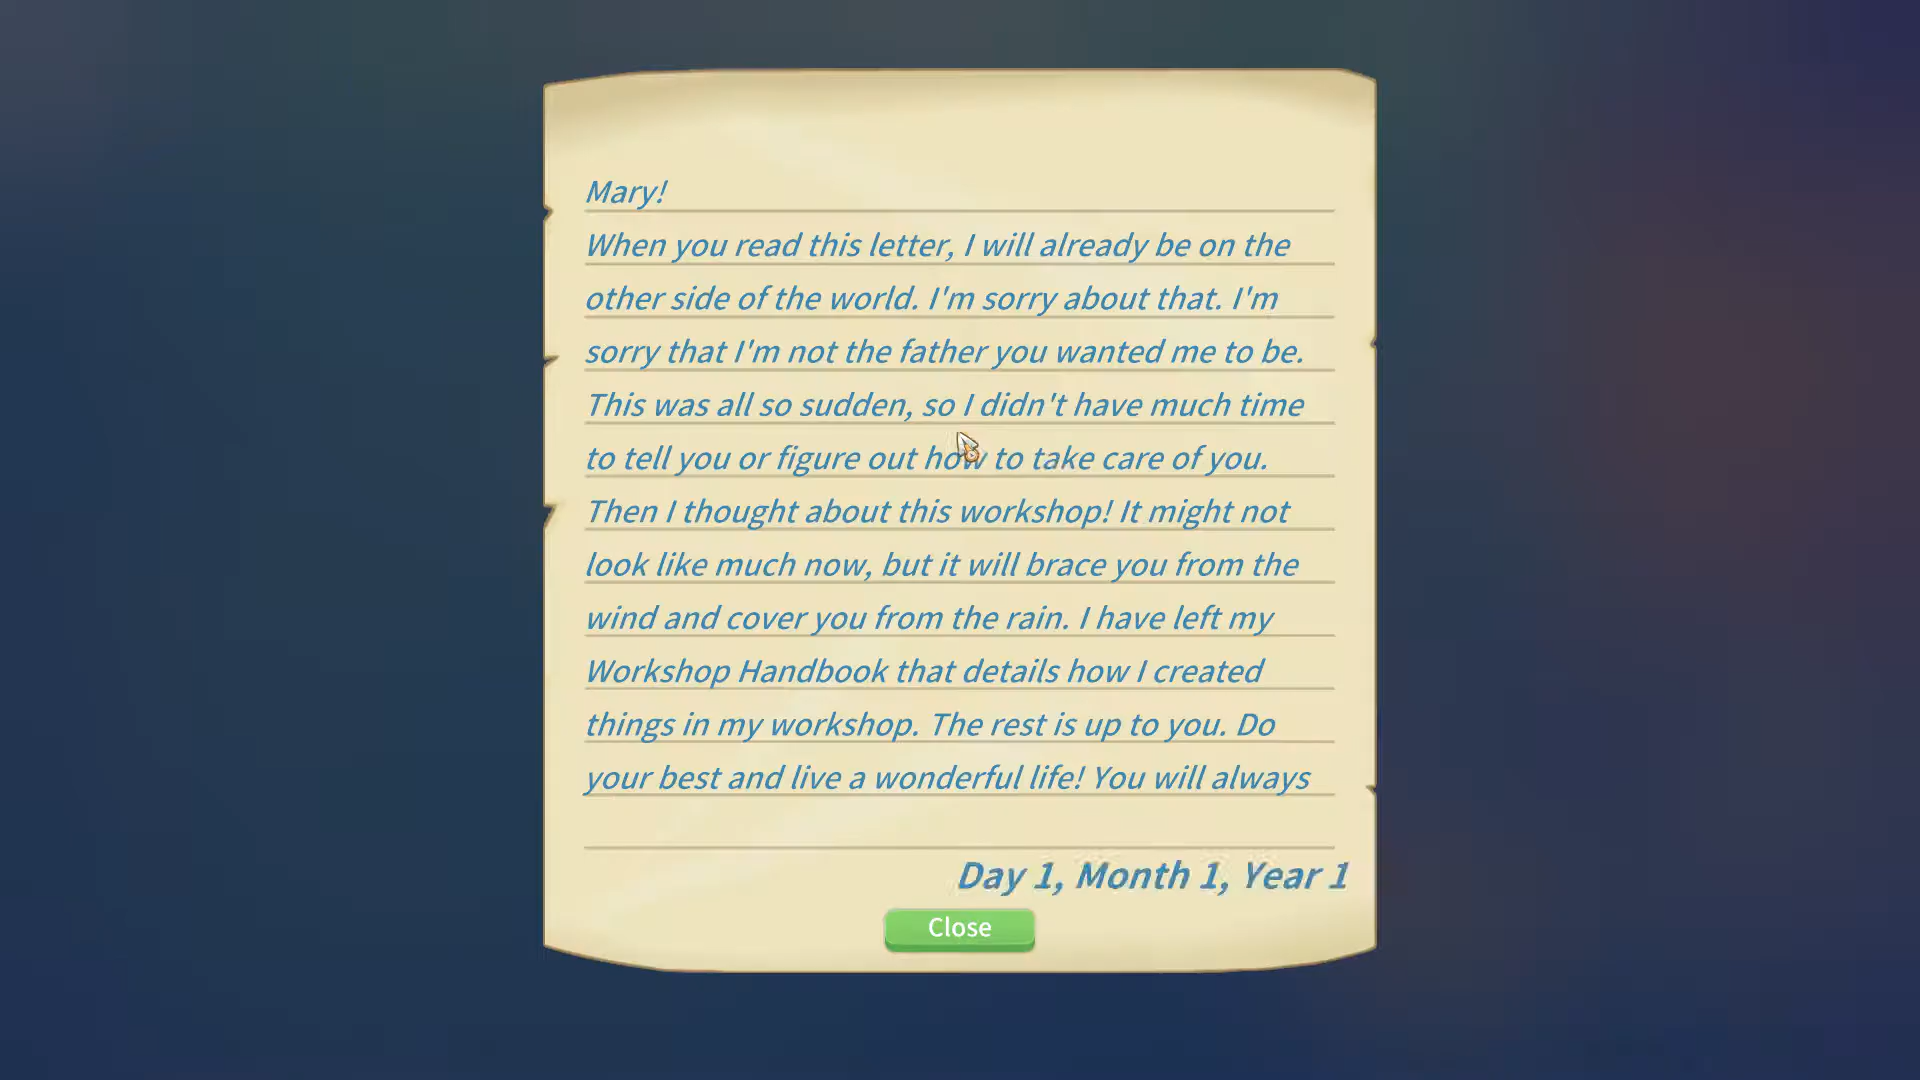 Mary!
When you read this letter, I will already be on the
other side of the world. I'm sorry about that. I'm
sorry that I'm not the father you wanted me to be.
This was all so sudden, so I didn't have much time
to tell you or figure out how to take care of you.
Then I thought about this workshop! It might not
look like much now, but it will brace you from the
wind and cover you from the rain. I have left my
Workshop Handbook that details how I created
things in my workshop. The rest is up to you. Do
your best and live a wonderful life! You will always
Day 1, Month 1, Year 1
Close